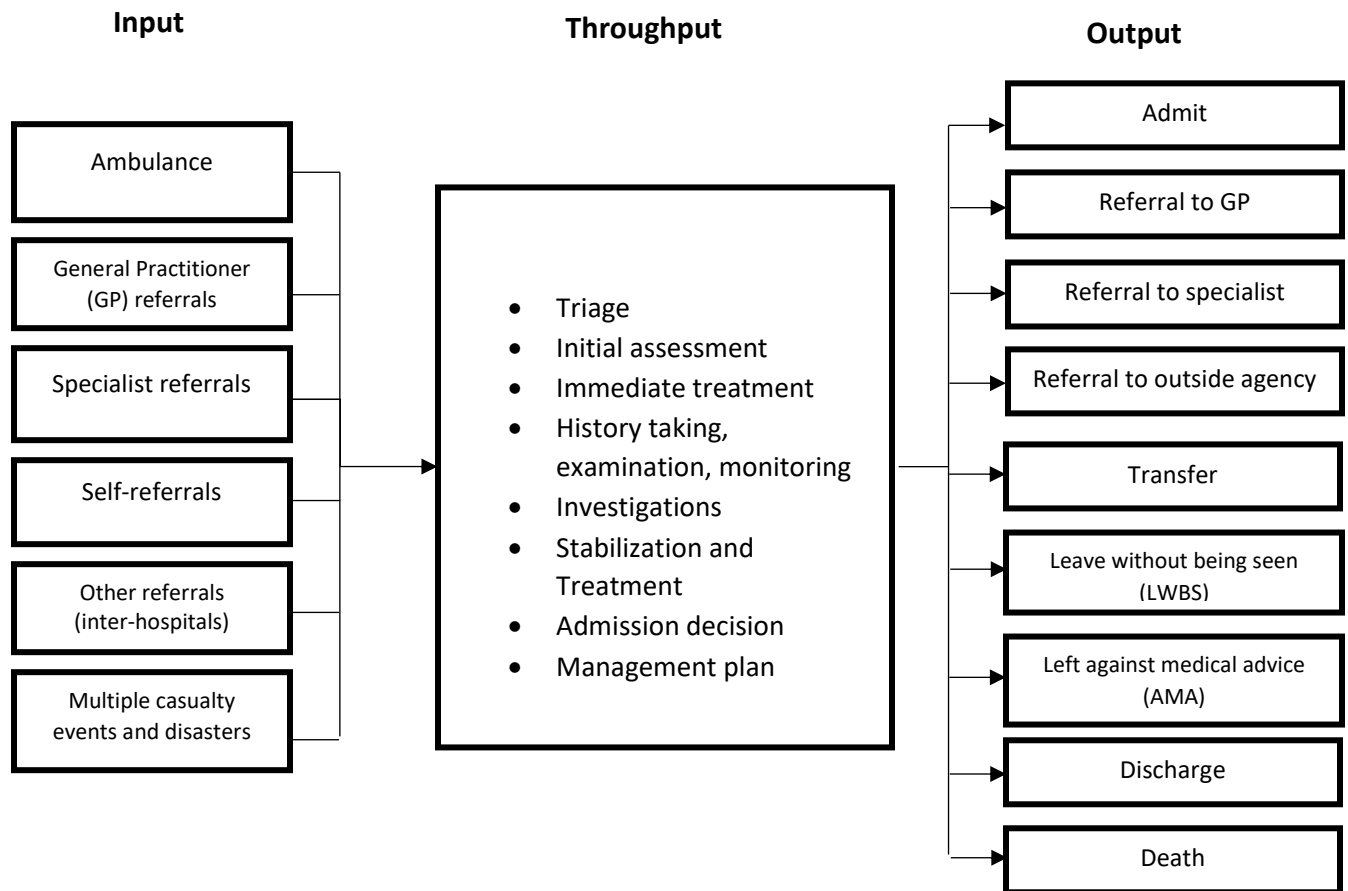 Input
Throughput
Output
Ambulance
General Practitioner
(GP) referrals
Specialist referrals
Self-referrals
Other referrals
(inter-hospitals)
Multiple casualty
events and disasters
• Triage
• Initial assessment
• Immediate treatment
• History taking,
examination, monitoring
• Investigations
• Stabilization and
Treatment
• Admission decision
• Management plan
Admit
Referral to GP
Referral to specialist
Referral to outside agency
Transfer
Leave without being seen
(LWBS)
Left against medical advice
(AMA)
Discharge
Death